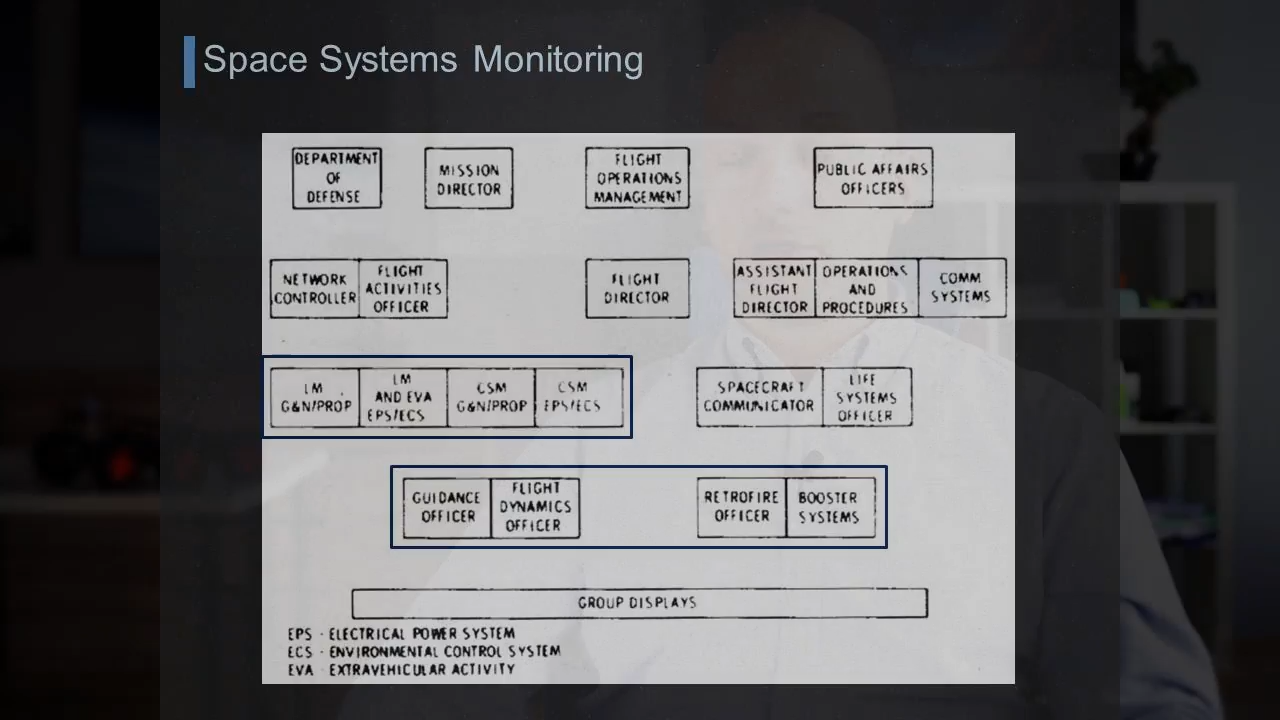 Space Systems Monitoring
DEPARTMENT
OF
DEFENSE
MISSION
DIRECTOR
FLIGHT
OPERATIONS
MANAGEMENT
PUBLIC AFFAIRS
OFFICERS
NETWORK
CONTROLLER
FLIGHT
ACTIVITIES
OFFICER
FLIGHT
DIRECTOR
ASSISTANT
FLIGHT
DIRECTOR
OPERATIONS
AND
PROCEDURES
COMM
SYSTEMS
LM
G&N/PROP
LM
AND EVA
EPS/ECS
CSM
G&N/PROP
CSM
EPS/ECS
SPACECRAFT
COMMUNICATOR
LIFE
SYSTEMS
OFFICER
GUIDANCE
OFFICER
FLIGHT
DYNAMICS
OFFICER
RETROFIRE
OFFICER
BOOSTER
SYSTEMS
GROUP DISPLAYS
EPS - ELECTRICAL POWER SYSTEM
ECS - ENVIRONMENTAL CONTROL SYSTEM
EVA - EXTRAVEHICULAR ACTIVITY